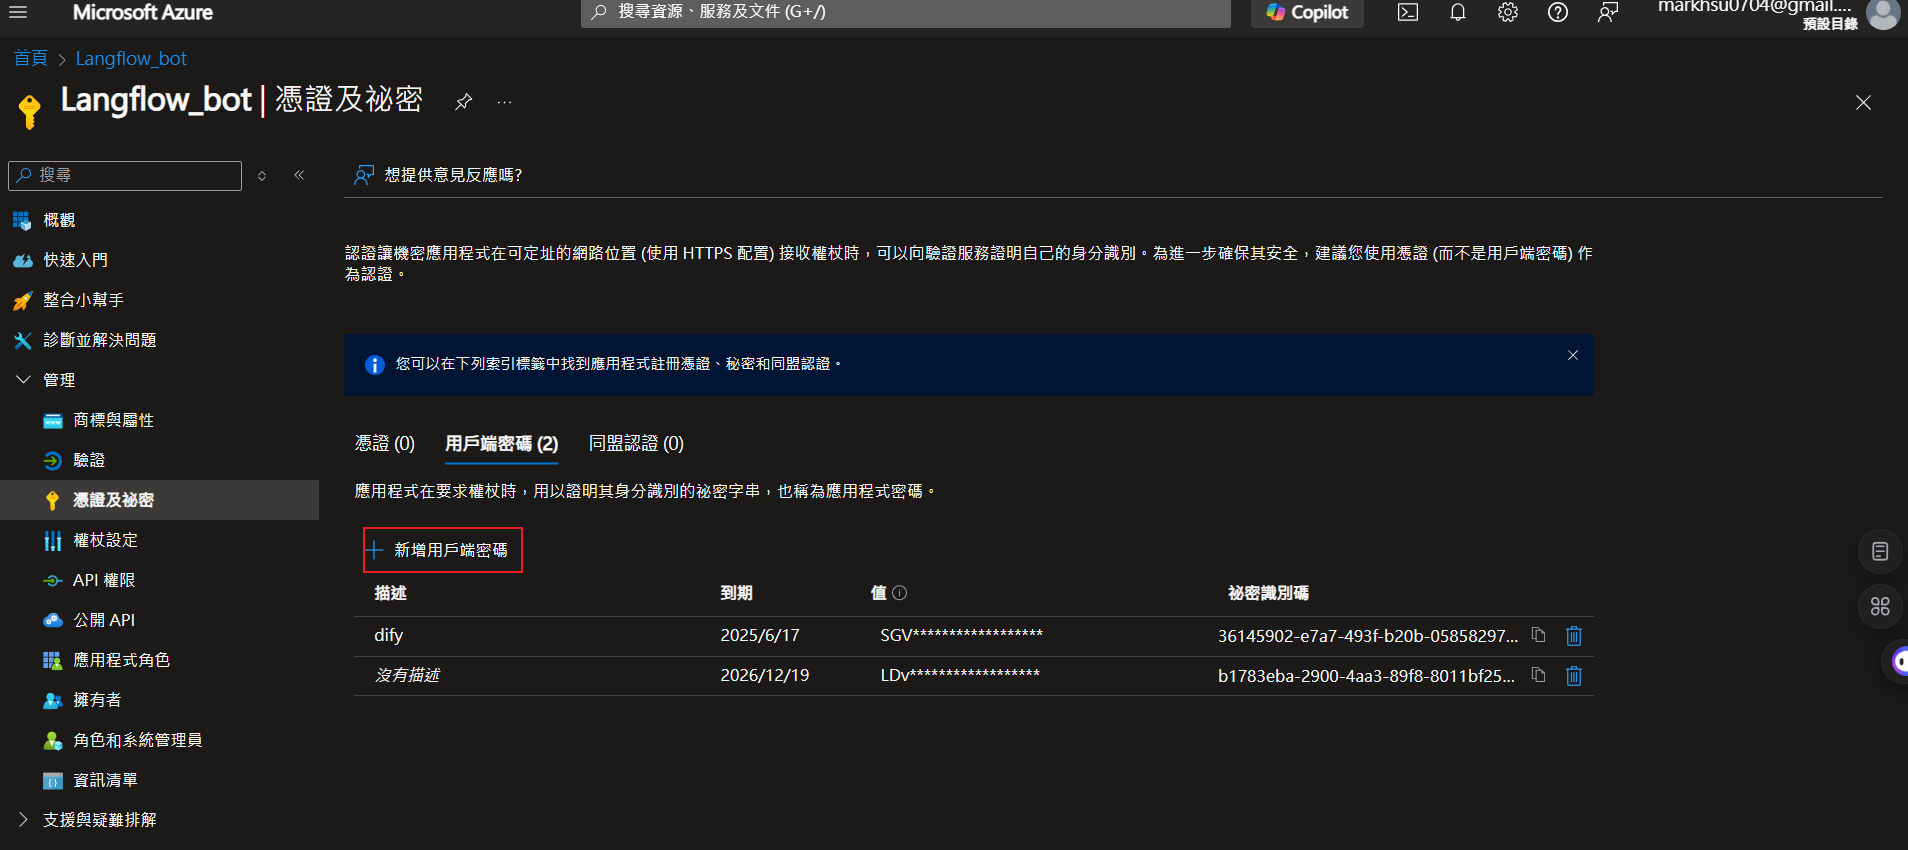 Microsoft Azure
搜尋資源、服務及文件 (G+/)
Copilot
markhsu0704@gmail....
預設目錄
首頁 > Langflow_bot
Langflow_bot | 憑證及祕密
...
搜尋
想提供意見反應嗎?
概觀
快速入門
整合小幫手
診斷並解決問題
管理
商標與屬性
驗證
憑證及祕密
權杖設定
API 權限
公開 API
應用程式角色
擁有者
角色和系統管理員
資訊清單
支援與疑難排解
認證讓機密應用程式在可定址的網路位置 (使用 HTTPS 配置) 接收權杖時，可以向驗證服務證明自己的身分識別。為進一步確保其安全，建議您使用憑證 (而不是用戶端密碼) 作
為認證。
您可以在下列索引標籤中找到應用程式註冊憑證、秘密和同盟認證。
憑證 (0) 用戶端密碼 (2) 同盟認證 (0)
應用程式在要求權杖時，用以證明其身分識別的祕密字串，也稱為應用程式密碼。
新增用戶端密碼
描述 到期 值 祕密識別碼
dify 2025/6/17 SGV****************** 36145902-e7a7-493f-b20b-05858297...
沒有描述 2026/12/19 LDv****************** b1783eba-2900-4aa3-89f8-8011bf25...